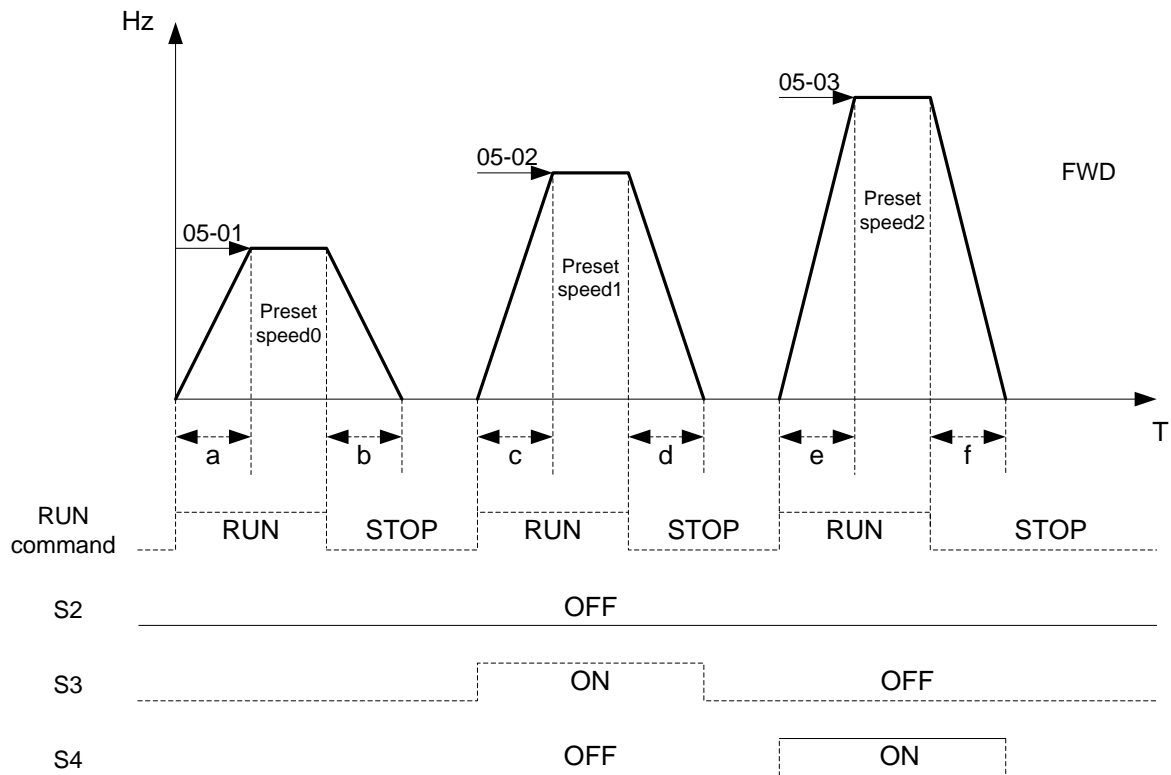 Hz
05-03
05-02
FWD
Preset
speed2
05-01
Preset
speed1
Preset
speed0
T
a b c d e f
RUN
command
RUN STOP RUN STOP RUN STOP
S2 OFF
S3 ON OFF
S4 OFF ON